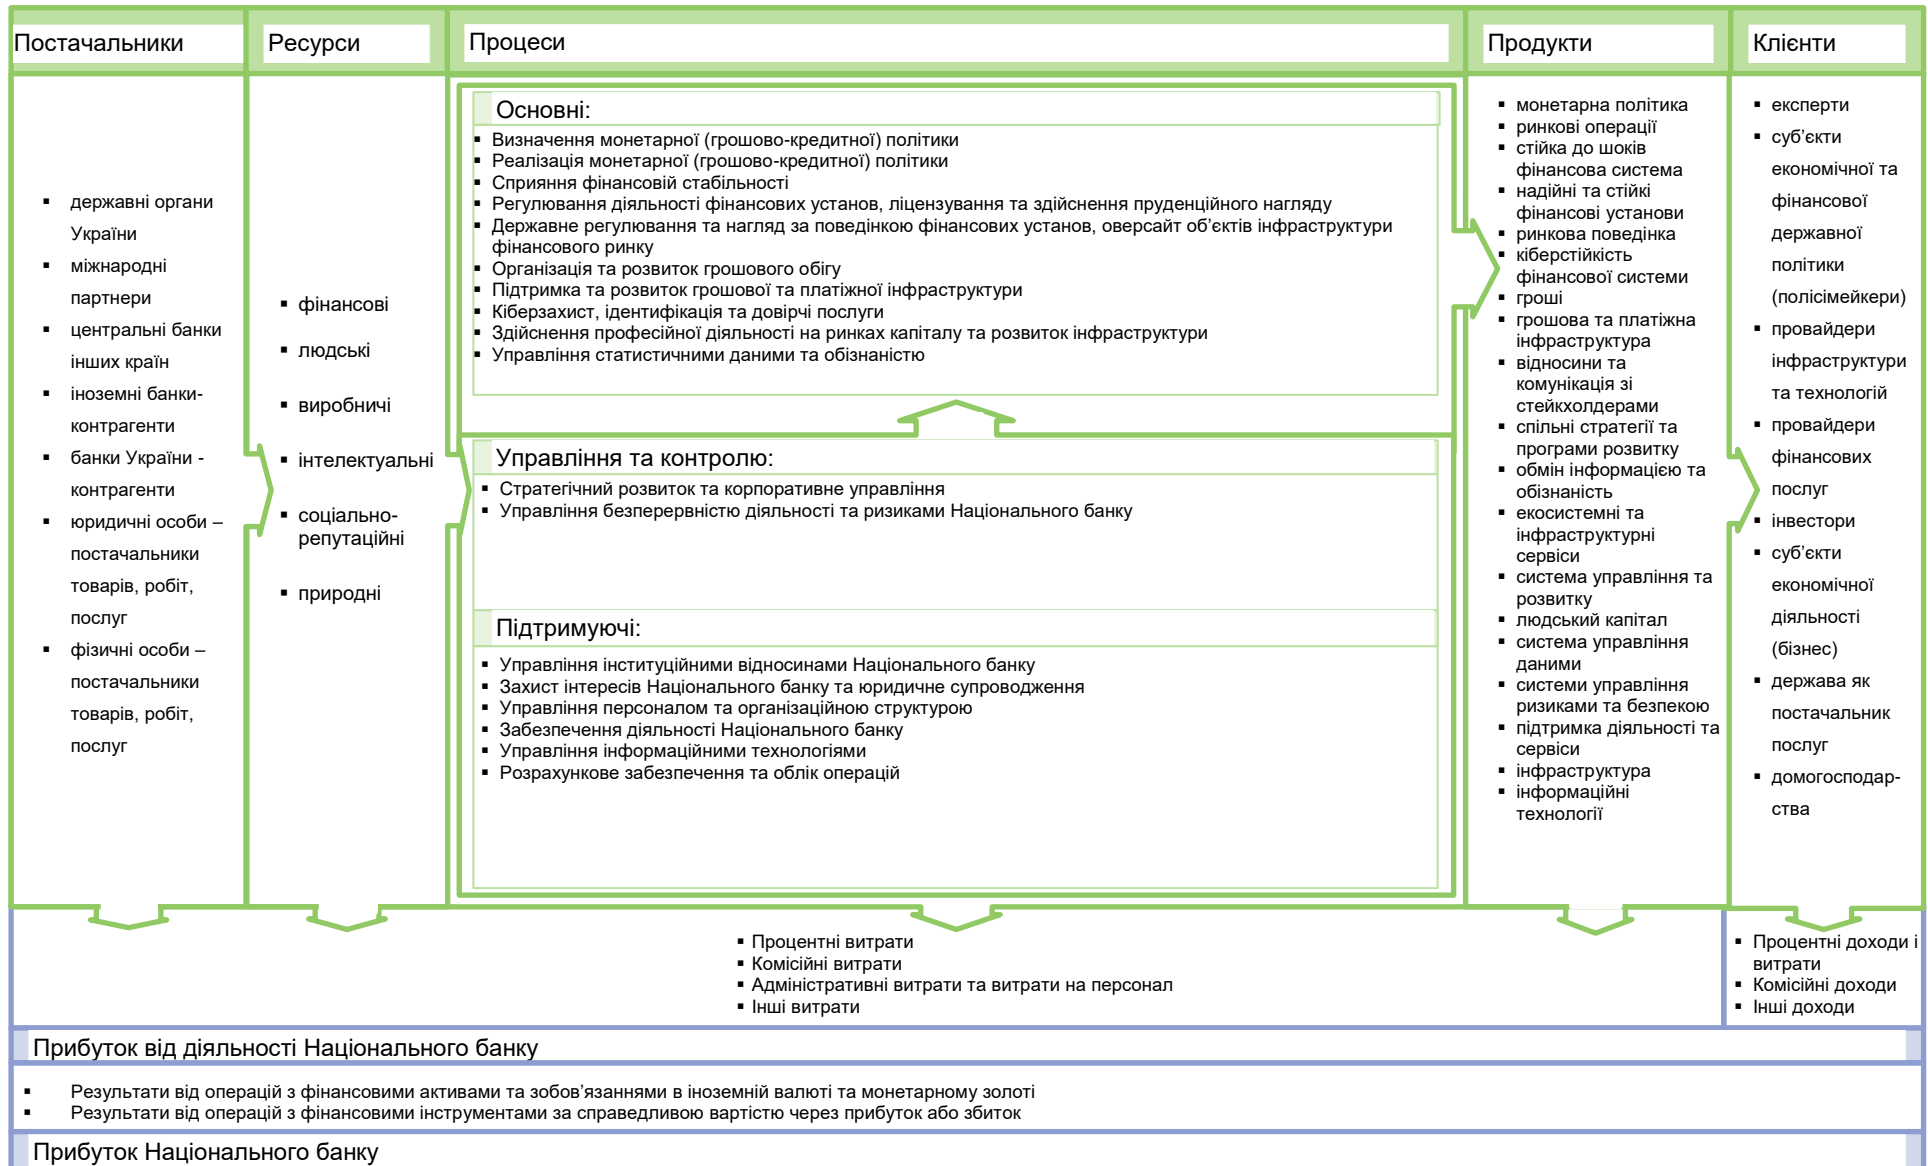 Постачальники
Ресурси
Процеси
Продукти
Клієнти
▪ державні органи
України
▪ міжнародні
партнери
▪ центральні банки
інших країн
▪ іноземні банки-
контрагенти
▪ банки України -
контрагенти
▪ юридичні особи –
постачальники
товарів, робіт,
послуг
▪ фізичні особи –
постачальники
товарів, робіт,
послуг
▪ фінансові
▪ людські
▪ виробничі
▪ інтелектуальні
▪ соціально-
репутаційні
▪ природні
Основні:
▪ Визначення монетарної (грошово-кредитної) політики
▪ Реалізація монетарної (грошово-кредитної) політики
▪ Сприяння фінансовій стабільності
▪ Регулювання діяльності фінансових установ, ліцензування та здійснення пруденційного нагляду
▪ Державне регулювання та нагляд за поведінкою фінансових установ, оверсайт об’єктів інфраструктури
фінансового ринку
▪ Організація та розвиток грошового обігу
▪ Підтримка та розвиток грошової та платіжної інфраструктури
▪ Кіберзахист, ідентифікація та довірчі послуги
▪ Здійснення професійної діяльності на ринках капіталу та розвиток інфраструктури
▪ Управління статистичними даними та обізнаністю
Управління та контролю:
▪ Стратегічний розвиток та корпоративне управління
▪ Управління безперервністю діяльності та ризиками Національного банку
Підтримуючі:
▪ Управління інституційними відносинами Національного банку
▪ Захист інтересів Національного банку та юридичне супроводження
▪ Управління персоналом та організаційною структурою
▪ Забезпечення діяльності Національного банку
▪ Управління інформаційними технологіями
▪ Розрахункове забезпечення та облік операцій
▪ монетарна політика
▪ ринкові операції
▪ стійка до шоків
фінансова система
▪ надійні та стійкі
фінансові установи
▪ ринкова поведінка
▪ кіберстійкість
фінансової системи
▪ гроші
▪ грошова та платіжна
інфраструктура
▪ відносини та
комунікація зі
стейкхолдерами
▪ спільні стратегії та
програми розвитку
▪ обмін інформацією та
обізнаність
▪ екосистемні та
інфраструктурні
сервіси
▪ система управління та
розвитку
▪ людський капітал
▪ система управління
даними
▪ системи управління
ризиками та безпекою
▪ підтримка діяльності та
сервіси
▪ інфраструктура
▪ інформаційні
технології
▪ експерти
▪ суб’єкти
економічної та
фінансової
державної
політики
(полісімейкери)
▪ провайдери
інфраструктури
та технологій
▪ провайдери
фінансових
послуг
▪ інвестори
▪ суб’єкти
економічної
діяльності
(бізнес)
▪ держава як
постачальник
послуг
▪ домогосподар-
ства
▪ Процентні витрати
▪ Комісійні витрати
▪ Адміністративні витрати та витрати на персонал
▪ Інші витрати
▪ Процентні доходи і
витрати
▪ Комісійні доходи
▪ Інші доходи
Прибуток від діяльності Національного банку
▪ Результати від операцій з фінансовими активами та зобов’язаннями в іноземній валюті та монетарному золоті
▪ Результати від операцій з фінансовими інструментами за справедливою вартістю через прибуток або збиток
Прибуток Національного банку